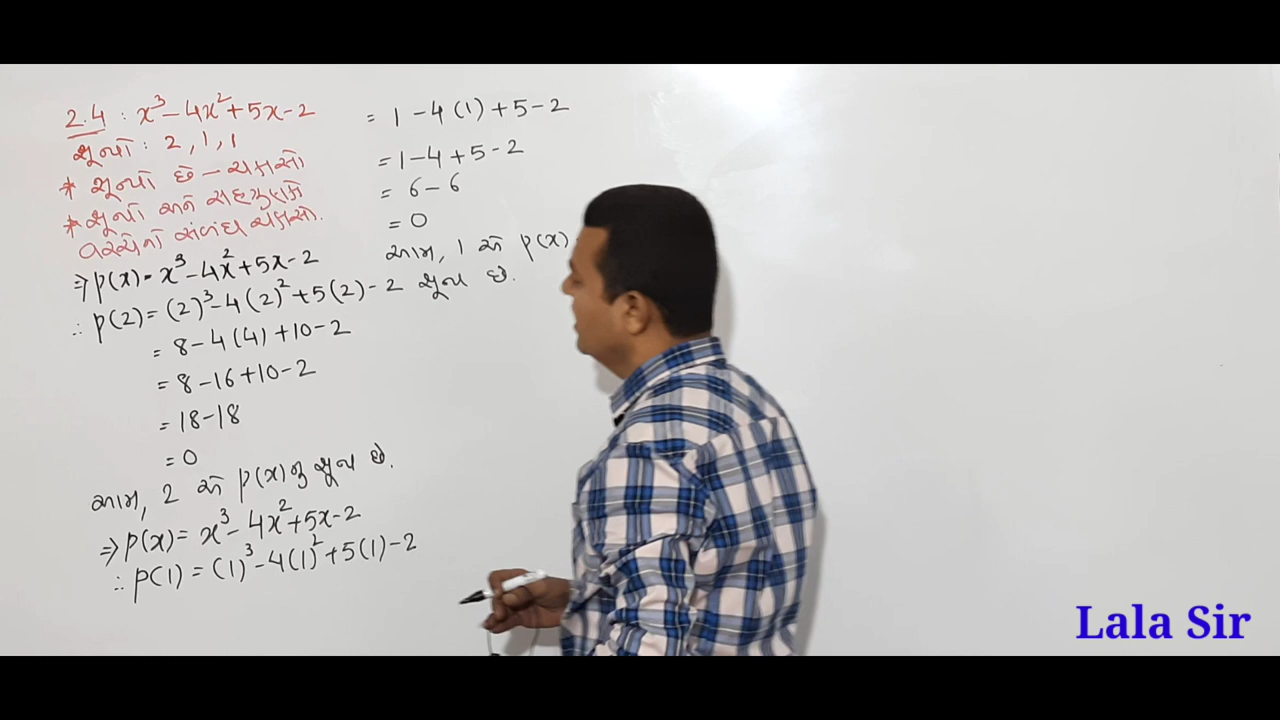 2.4 : x³ – 4x² + 5x – 2
શૂન્યો : 2, 1, 1
* શૂન્યો છે – ચકાસો
* શૂન્યો અને સહગુણકો
વચ્ચેનો સંબંધ ચકાસો.
⇒ p(x) = x³ – 4x² + 5x – 2
∴ p(2) = (2)³ – 4(2)² + 5(2) – 2
= 8 – 4(4) + 10 – 2
= 8 – 16 + 10 – 2
= 18 – 18
= 0
આમ, 2 એ p(x)નું શૂન્ય છે.
⇒ p(x) = x³ – 4x² + 5x – 2
∴ p(1) = (1)³ – 4(1)² + 5(1) – 2
= 1 – 4(1) + 5 – 2
= 1 – 4 + 5 – 2
= 6 – 6
= 0
આમ, 1 એ p(x)
શૂન્ય છે.
Lala Sir